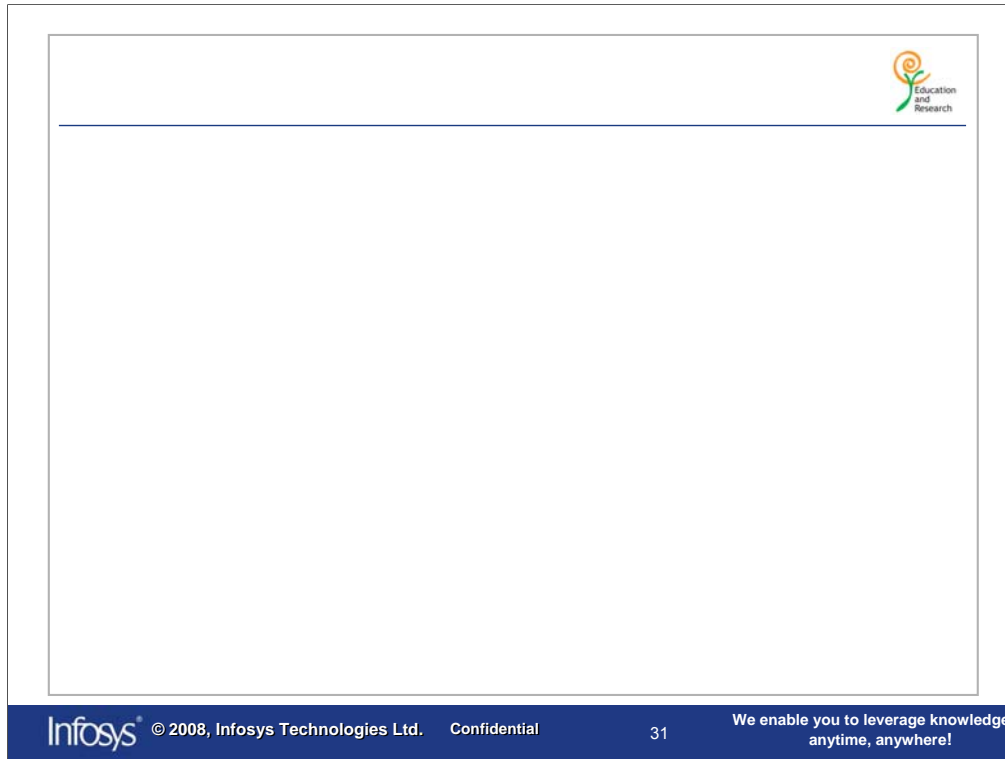 Education
and
Research
Infosys® © 2008, Infosys Technologies Ltd. Confidential 31
We enable you to leverage knowledge
anytime, anywhere!